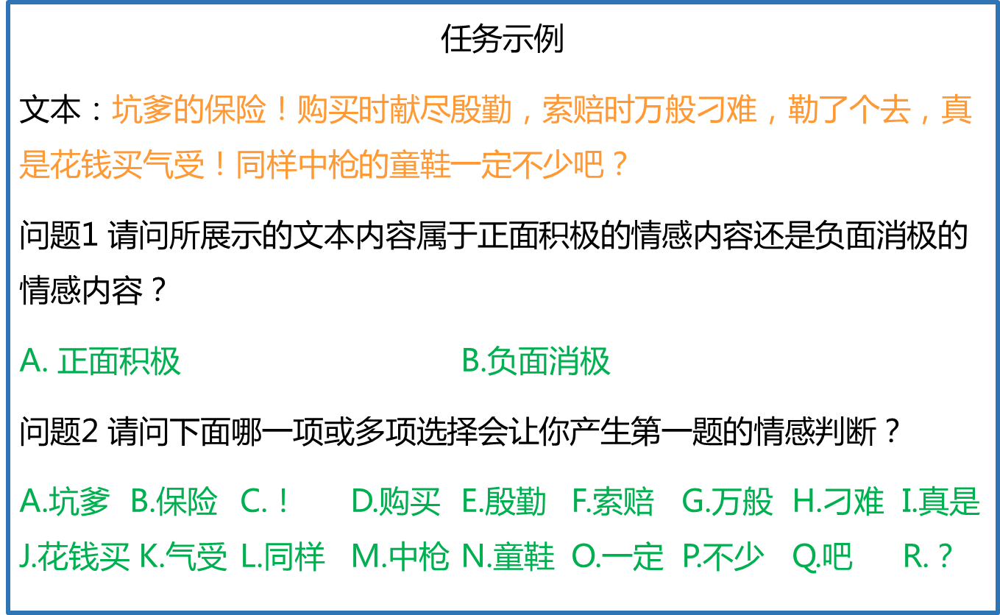 任务示例
文本：坑爹的保险！购买时献尽殷勤，索赔时万般刁难，勒了个去，真
是花钱买气受！同样中枪的童鞋一定不少吧？
问题1 请问所展示的文本内容属于正面积极的情感内容还是负面消极的
情感内容？
A. 正面积极 B.负面消极
问题2 请问下面哪一项或多项选择会让你产生第一题的情感判断？
A.坑爹 B.保险 C.！ D.购买 E.殷勤 F.索赔 G.万般 H.刁难 I.真是
J.花钱买 K.气受 L.同样 M.中枪 N.童鞋 O.一定 P.不少 Q.吧 R.？